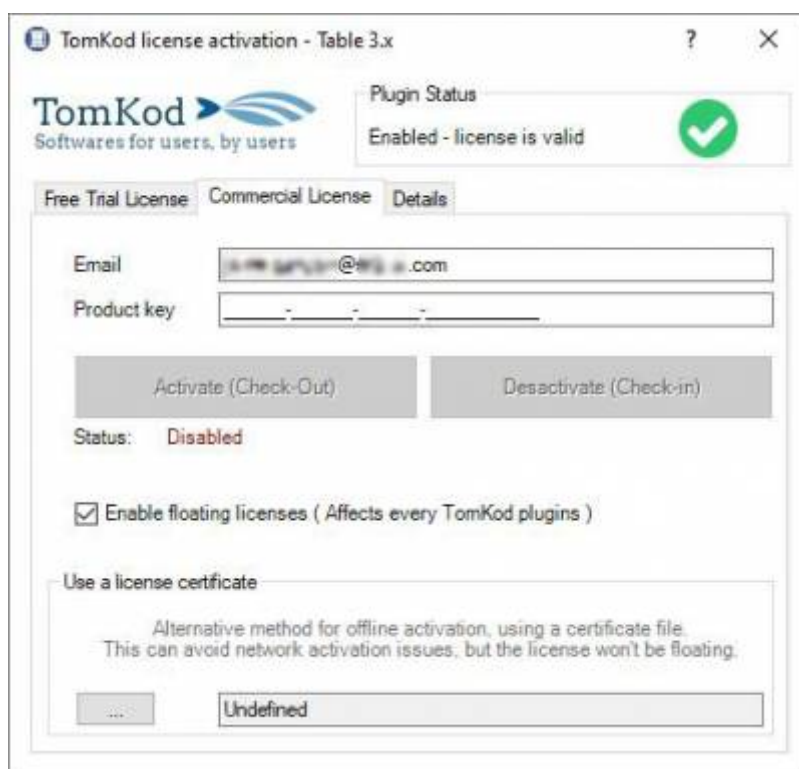 TomKod license activation - Table 3.x
?
TomKod
Softwares for users, by users
Plugin Status
Enabled - license is valid
Free Trial License
Commercial License
Details
Email
@ .com
Product key
Activate (Check-Out)
Desactivate (Check-in)
Status: Disabled
Enable floating licenses ( Affects every TomKod plugins )
Use a license certificate
Alternative method for offline activation, using a certificate file.
This can avoid network activation issues, but the license won't be floating.
...
Undefined